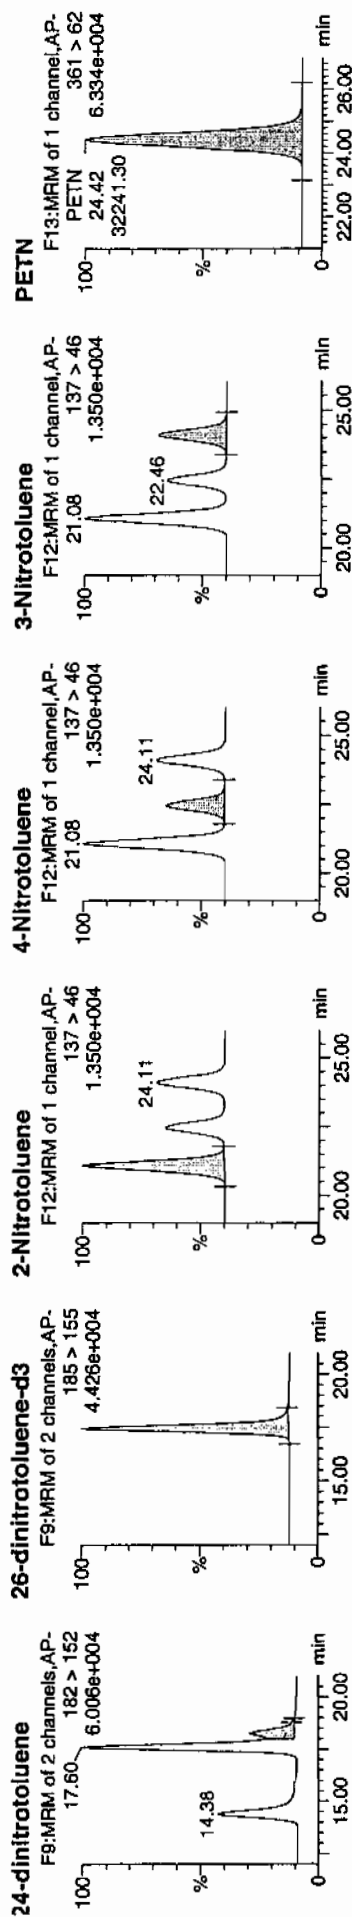 24-dinitrotoluene
F9:MRM of 2 channels,AP-
182 > 152
6.006e+004
17.60
14.38
100
%
0
15.00
20.00
min
26-dinitrotoluene-d3
F9:MRM of 2 channels,AP-
185 > 155
4.426e+004
100
%
0
15.00
20.00
min
2-Nitrotoluene
F12:MRM of 1 channel,AP-
21.08
137 > 46
1.350e+004
24.11
100
%
0
20.00
25.00
min
4-Nitrotoluene
F12:MRM of 1 channel,AP-
21.08
137 > 46
1.350e+004
24.11
100
%
0
20.00
25.00
min
3-Nitrotoluene
F12:MRM of 1 channel,AP-
21.08
137 > 46
1.350e+004
22.46
100
%
0
20.00
25.00
PETN
F13:MRM of 1 channel,AP-
PETN
361 > 62
24.42
6.334e+004
32241.30
100
%
0
22.00
24.00
26.00
min